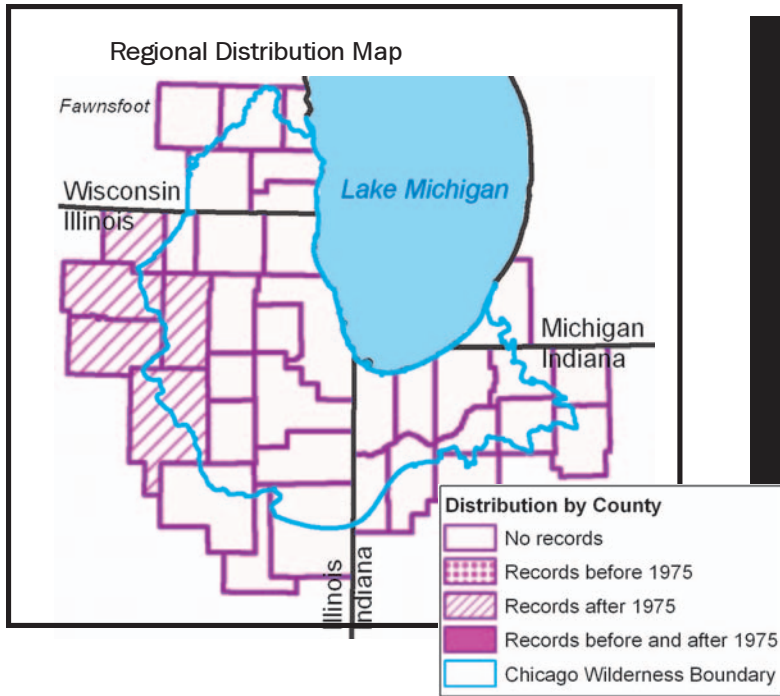 Regional Distribution Map
Fawnsfoot
Lake Michigan
Wisconsin
Illinois
Michigan
Indiana
Illinois
Indiana
Distribution by County
No records
Records before 1975
Records after 1975
Records before and after 1975
Chicago Wilderness Boundary